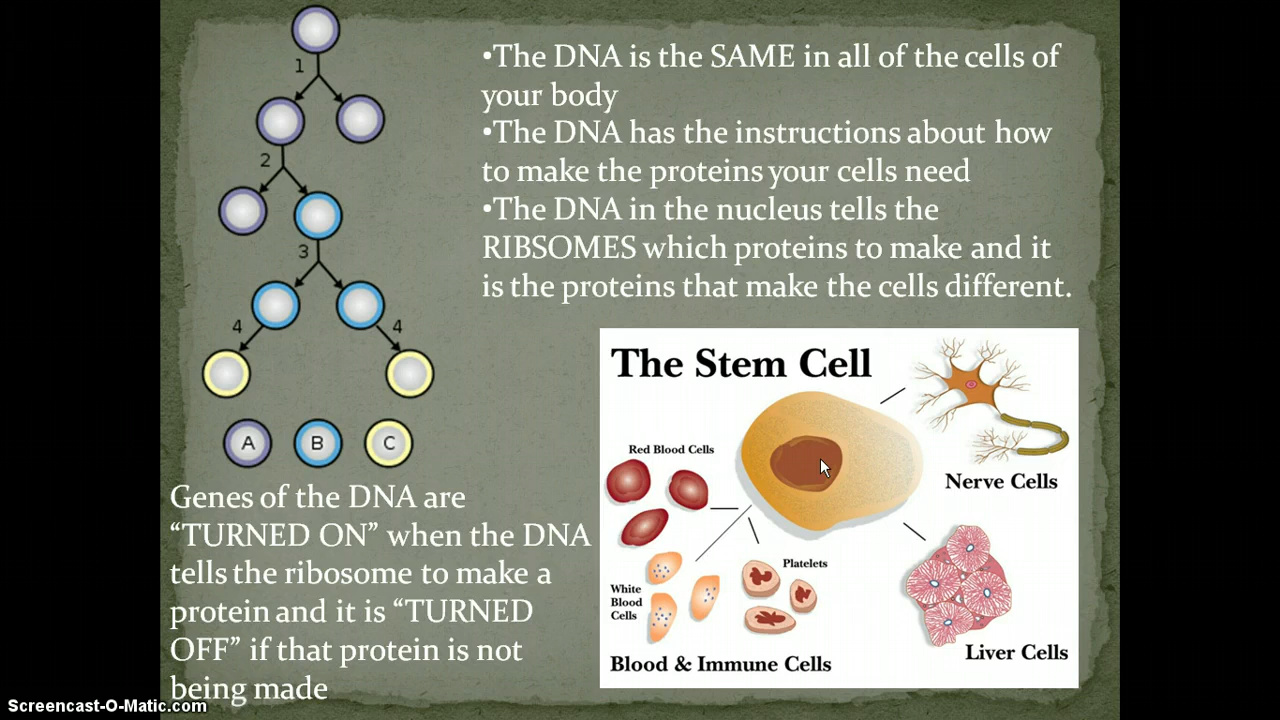 •The DNA is the SAME in all of the cells of
your body
•The DNA has the instructions about how
to make the proteins your cells need
•The DNA in the nucleus tells the
RIBSOMES which proteins to make and it
is the proteins that make the cells different.
1
2
3
4 4
A B C
Genes of the DNA are
“TURNED ON” when the DNA
tells the ribosome to make a
protein and it is “TURNED
OFF” if that protein is not
being made
The Stem Cell
Red Blood Cells
Nerve Cells
Platelets
White
Blood
Cells
Liver Cells
Blood & Immune Cells
Screencast-O-Matic.com